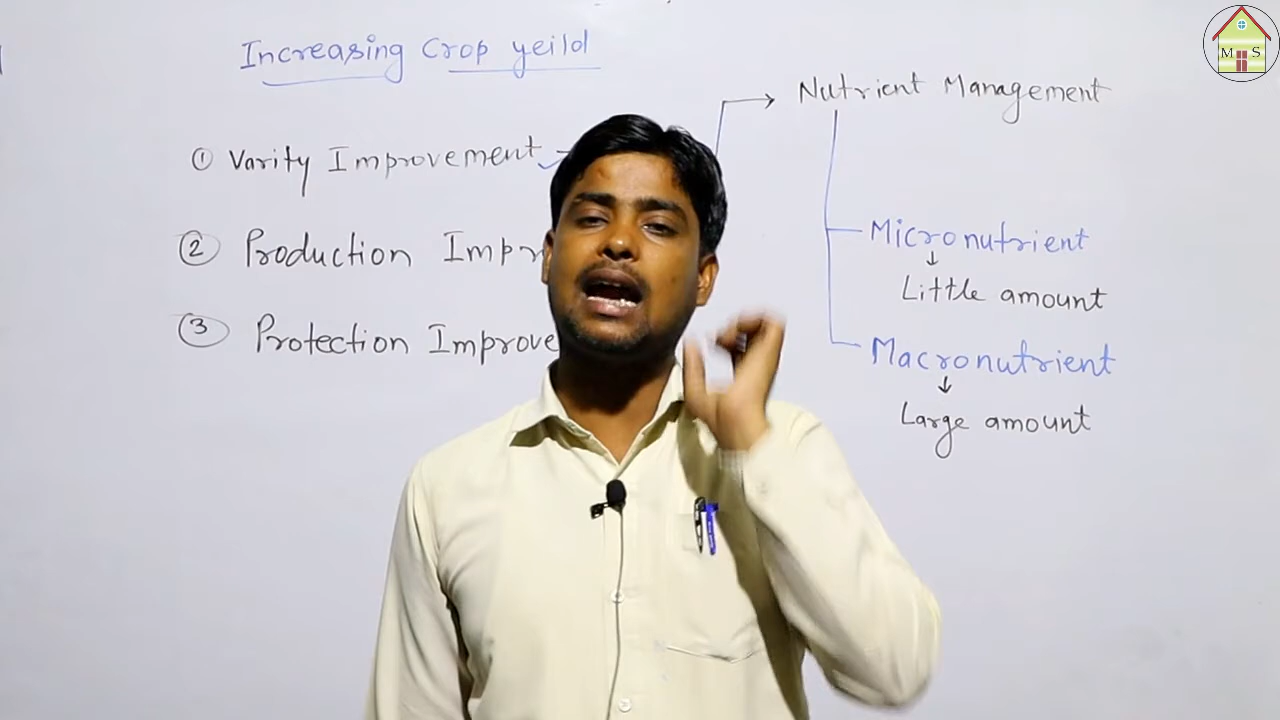 Increasing Crop yeild
① Varity Improvement
② Production Impr
③ Protection Improve
Nutrient Management
Micronutrient
↓
Little amount
Macronutrient
↓
Large amount
M S